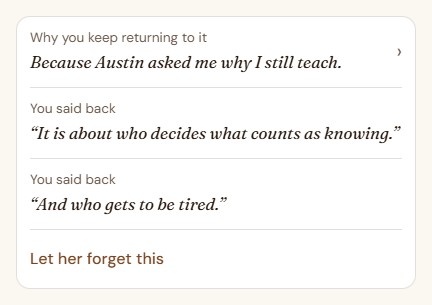 Why you keep returning to it
Because Austin asked me why I still teach.
›
You said back
“It is about who decides what counts as knowing.”
You said back
“And who gets to be tired.”
Let her forget this